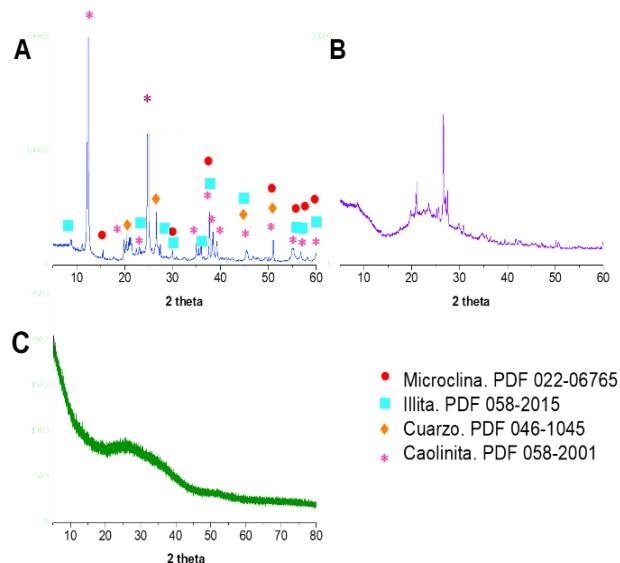 A
B
10 20 30 40 50 60
2 theta
10 20 30 40 50 60
2 theta
C
10 20 30 40 50 60 70 80
2 theta
Microclina. PDF 022-06765
Illita. PDF 058-2015
Cuarzo. PDF 046-1045
Caolinita. PDF 058-2001